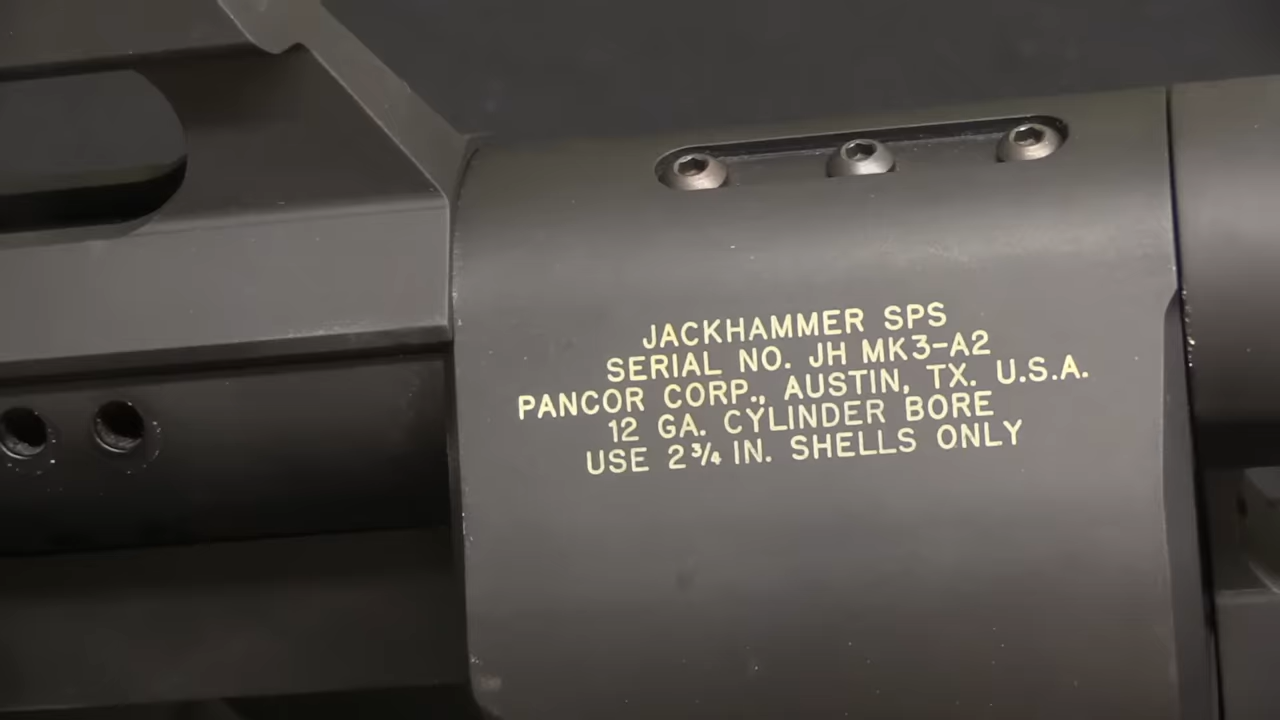 JACKHAMMER SPS
SERIAL NO. JH MK3-A2
PANCOR CORP., AUSTIN, TX. U.S.A.
12 GA. CYLINDER BORE
USE 2¾ IN. SHELLS ONLY